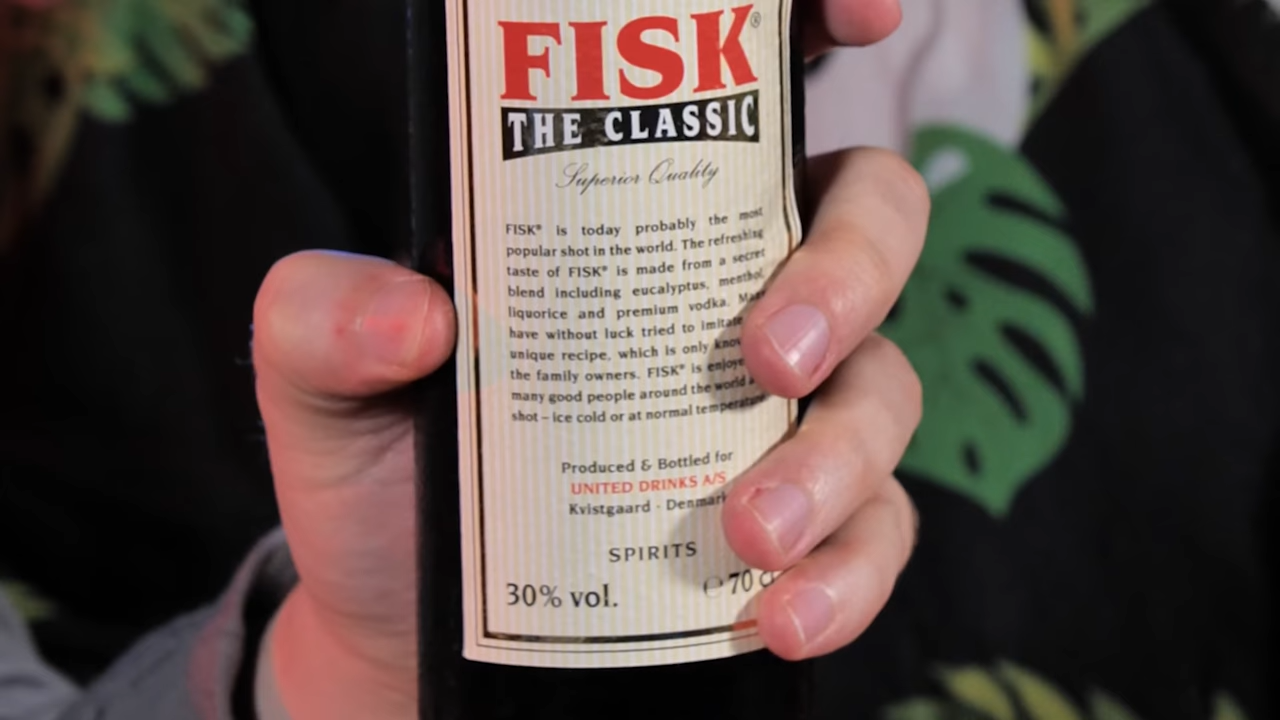 FISK®
THE CLASSIC
Superior Quality
FISK® is today probably the most
popular shot in the world. The refreshing
taste of FISK® is made from a secret
blend including eucalyptus, menthol,
liquorice and premium vodka.
have without luck tried to imitate
unique recipe, which is only
the family owners. FISK® is
many good people around the world
shot – ice cold or at normal temperature
Produced & Bottled for
UNITED DRINKS A/S
Kvistgaard · Denmark
SPIRITS
30% vol.
℮ 70